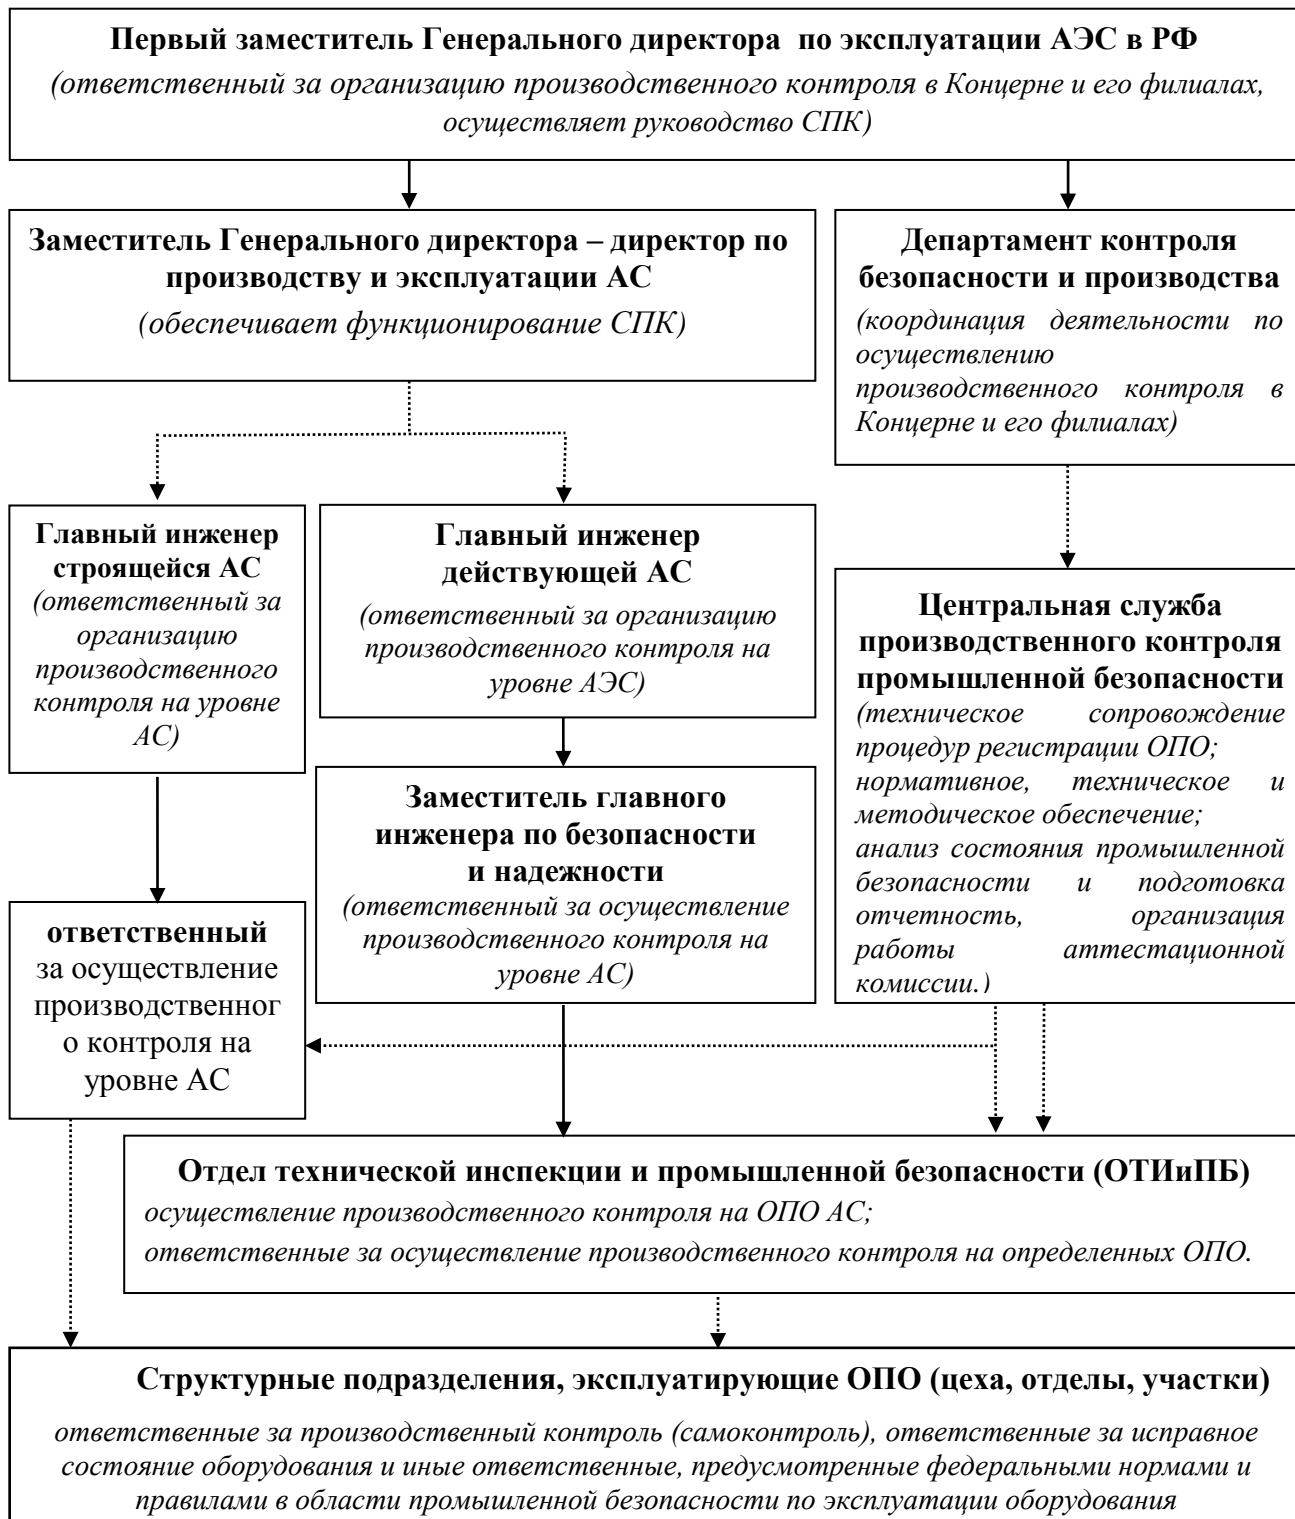 Первый заместитель Генерального директора по эксплуатации АЭС в РФ
(ответственный за организацию производственного контроля в Концерне и его филиалах,
осуществляет руководство СПК)
Заместитель Генерального директора – директор по
производству и эксплуатации АС
(обеспечивает функционирование СПК)
Департамент контроля
безопасности и производства
(координация деятельности по
осуществлению
производственного контроля в
Концерне и его филиалах)
Главный инженер
строящейся АС
(ответственный за
организацию
производственного
контроля на уровне
АС)
Главный инженер
действующей АС
(ответственный за организацию
производственного контроля на
уровне АЭС)
Центральная служба
производственного контроля
промышленной безопасности
(техническое сопровождение
процедур регистрации ОПО;
нормативное, техническое и
методическое обеспечение;
анализ состояния промышленной
безопасности и подготовка
отчетность, организация
работы аттестационной
комиссии.)
Заместитель главного
инженера по безопасности
и надежности
(ответственный за осуществление
производственного контроля на
уровне АС)
ответственный
за осуществление
производственног
о контроля на
уровне АС
Отдел технической инспекции и промышленной безопасности (ОТИиПБ)
осуществление производственного контроля на ОПО АС;
ответственные за осуществление производственного контроля на определенных ОПО.
Структурные подразделения, эксплуатирующие ОПО (цеха, отделы, участки)
ответственные за производственный контроль (самоконтроль), ответственные за исправное
состояние оборудования и иные ответственные, предусмотренные федеральными нормами и
правилами в области промышленной безопасности по эксплуатации оборудования